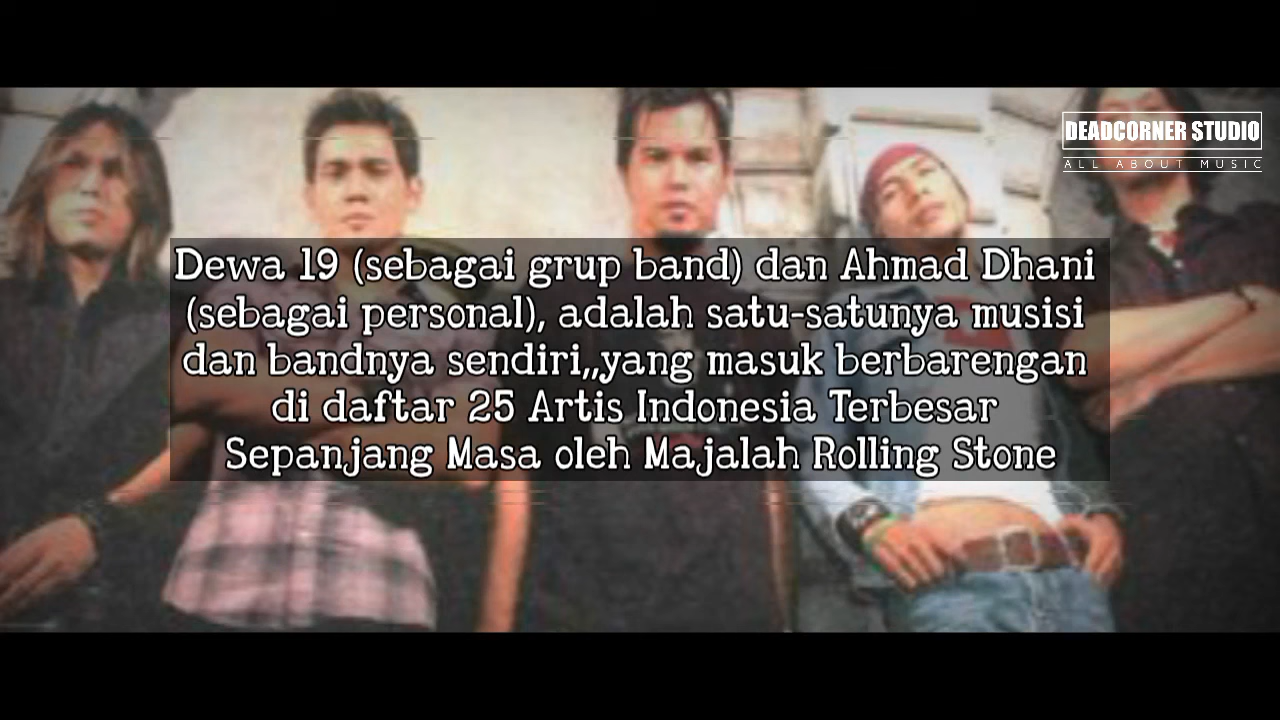 DEADCORNER STUDIO
ALL ABOUT MUSIC
Dewa 19 (sebagai grup band) dan Ahmad Dhani
(sebagai personal), adalah satu-satunya musisi
dan bandnya sendiri,,yang masuk berbarengan
di daftar 25 Artis Indonesia Terbesar
Sepanjang Masa oleh Majalah Rolling Stone